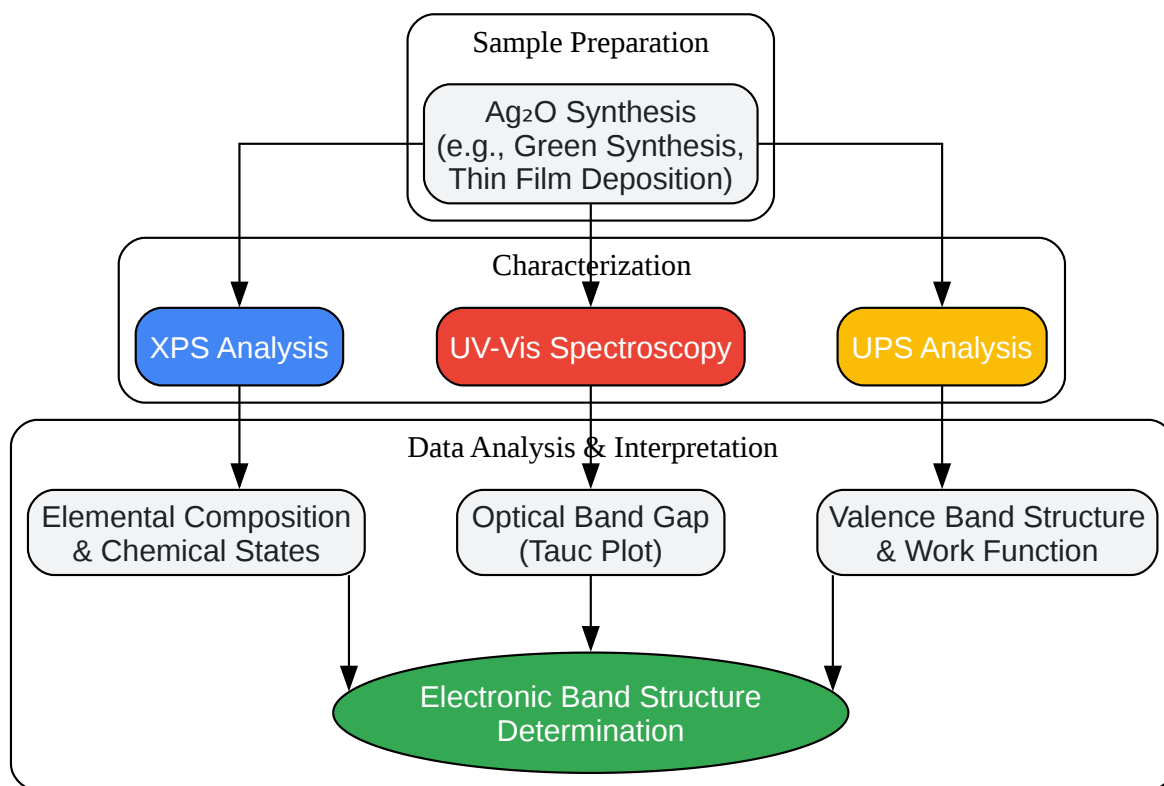 Sample Preparation
Ag₂O Synthesis
(e.g., Green Synthesis,
Thin Film Deposition)
Characterization
XPS Analysis
UV-Vis Spectroscopy
UPS Analysis
Data Analysis & Interpretation
Elemental Composition
& Chemical States
Optical Band Gap
(Tauc Plot)
Valence Band Structure
& Work Function
Electronic Band Structure
Determination